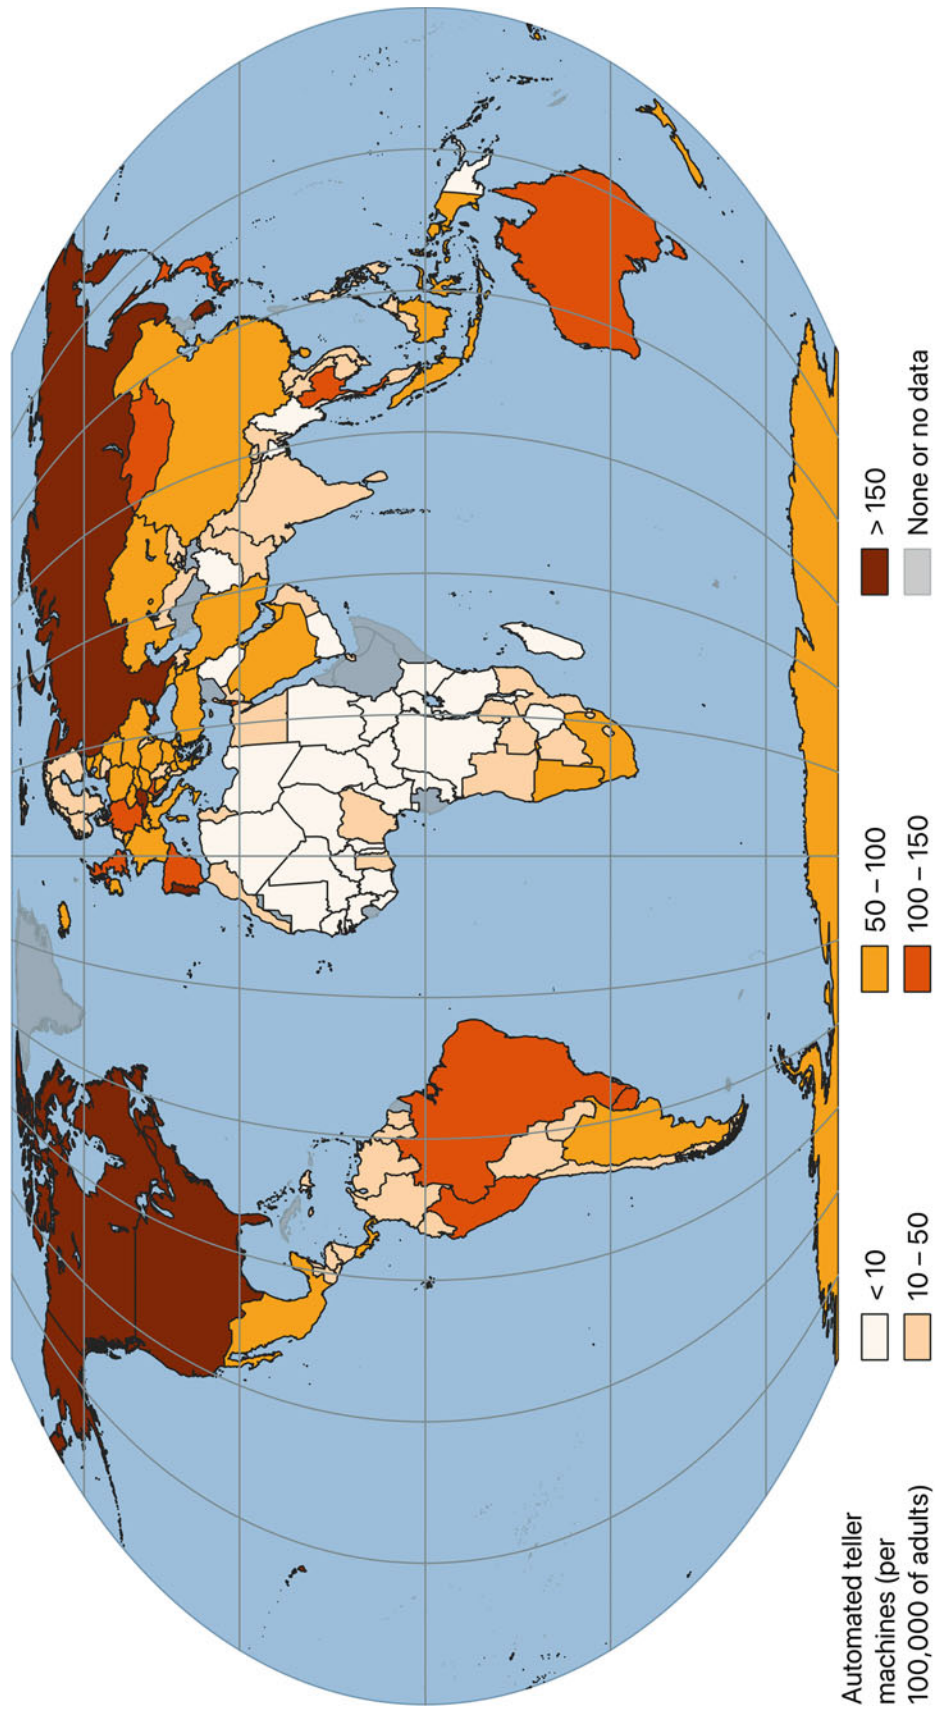 Automated teller
machines (per
100,000 of adults)
< 10
10 – 50
50 – 100
100 – 150
> 150
None or no data